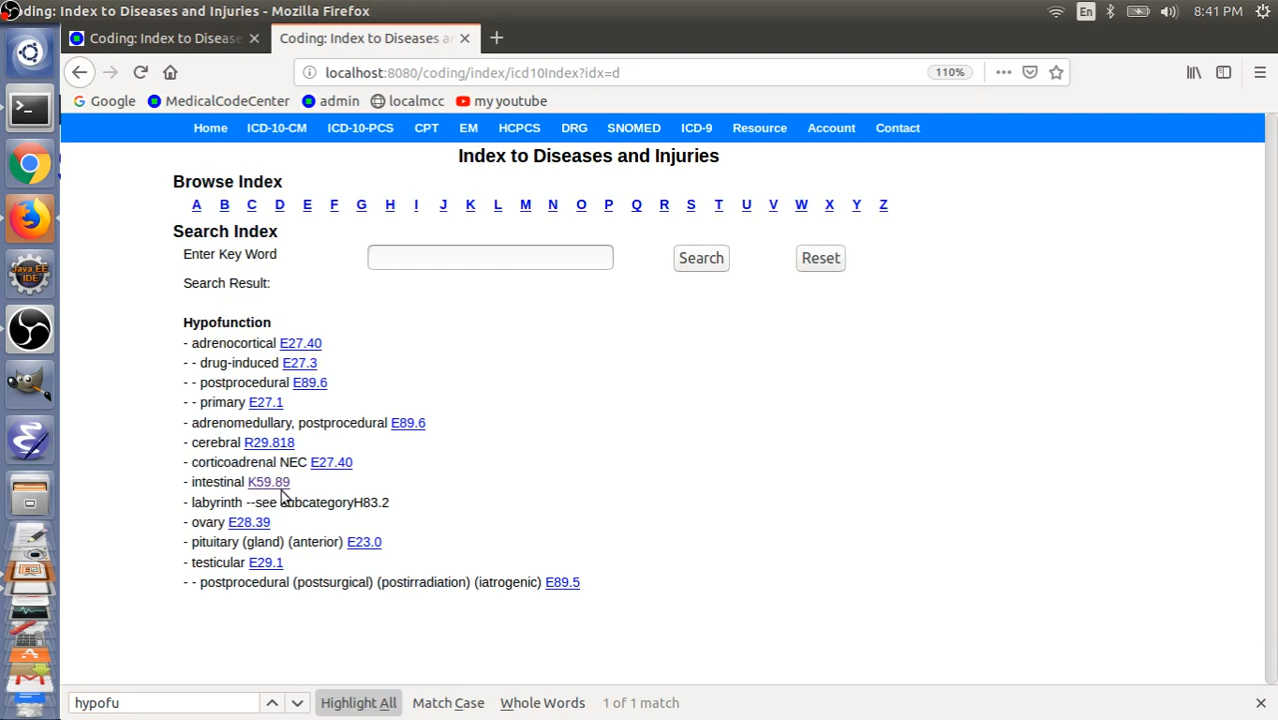 oding: Index to Diseases and Injuries - Mozilla Firefox
En
8:41 PM
Coding: Index to Disease
Coding: Index to Diseases a
localhost:8080/coding/index/icd10Index?idx=d
110%
Google
MedicalCodeCenter
admin
localmcc
my youtube
Home ICD-10-CM ICD-10-PCS CPT EM HCPCS DRG SNOMED ICD-9 Resource Account Contact
Index to Diseases and Injuries
Browse Index
A B C D E F G H I J K L M N O P Q R S T U V W X Y Z
Search Index
Enter Key Word
Search
Reset
Search Result:
Hypofunction
- adrenocortical E27.40
- - drug-induced E27.3
- - postprocedural E89.6
- - primary E27.1
- adrenomedullary, postprocedural E89.6
- cerebral R29.818
- corticoadrenal NEC E27.40
- intestinal K59.89
- labyrinth --see subcategoryH83.2
- ovary E28.39
- pituitary (gland) (anterior) E23.0
- testicular E29.1
- - postprocedural (postsurgical) (postirradiation) (iatrogenic) E89.5
Java EE
IDE
hypofu
Highlight All
Match Case
Whole Words
1 of 1 match